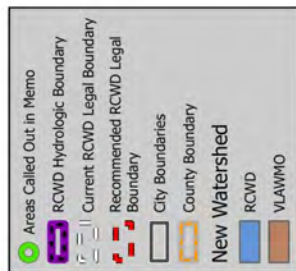 Areas Called Out in Memo
RCWD Hydrologic Boundary
Current RCWD Legal Boundary
Recommended RCWD Legal
Boundary
City Boundaries
County Boundary
New Watershed
RCWD
VLAWMO